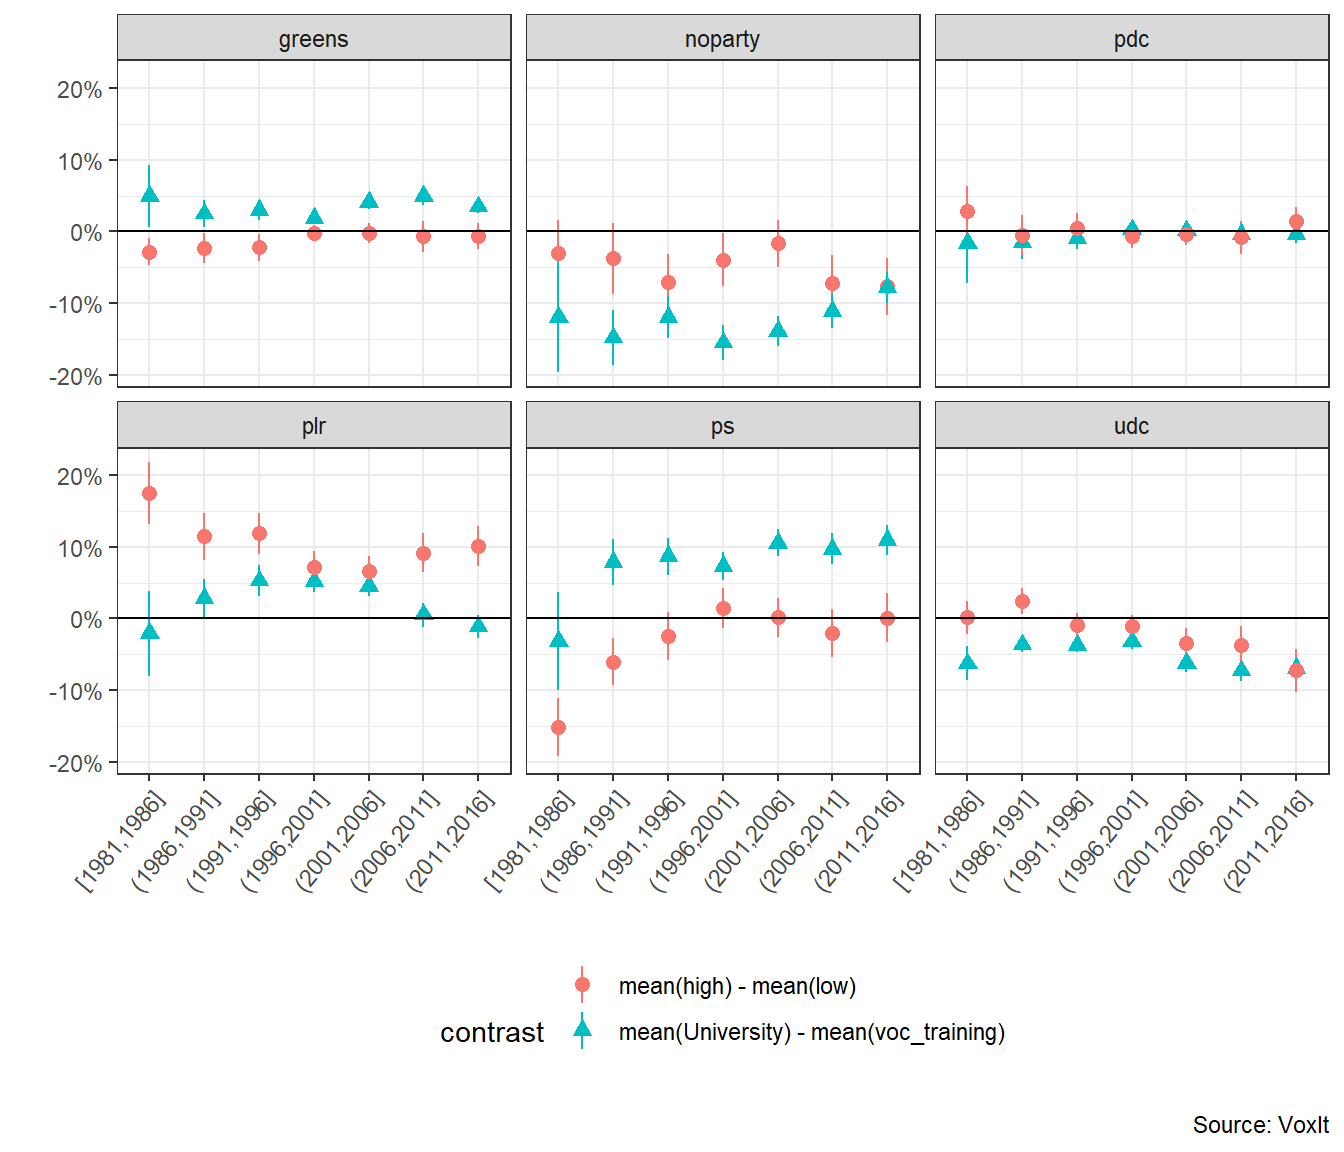 greens noparty pdc
20%
10%
0%
-10%
-20%
plr ps udc
20%
10%
0%
-10%
-20%
[1981,1986] (1986,1991] (1991,1996] (1996,2001] (2001,2006] (2006,2011] (2011,2016] [1981,1986] (1986,1991] (1991,1996] (1996,2001] (2001,2006] (2006,2011] (2011,2016] [1981,1986] (1986,1991] (1991,1996] (1996,2001] (2001,2006] (2006,2011] (2011,2016]
mean(high) - mean(low)
contrast mean(University) - mean(voc_training)
Source: VoxIt